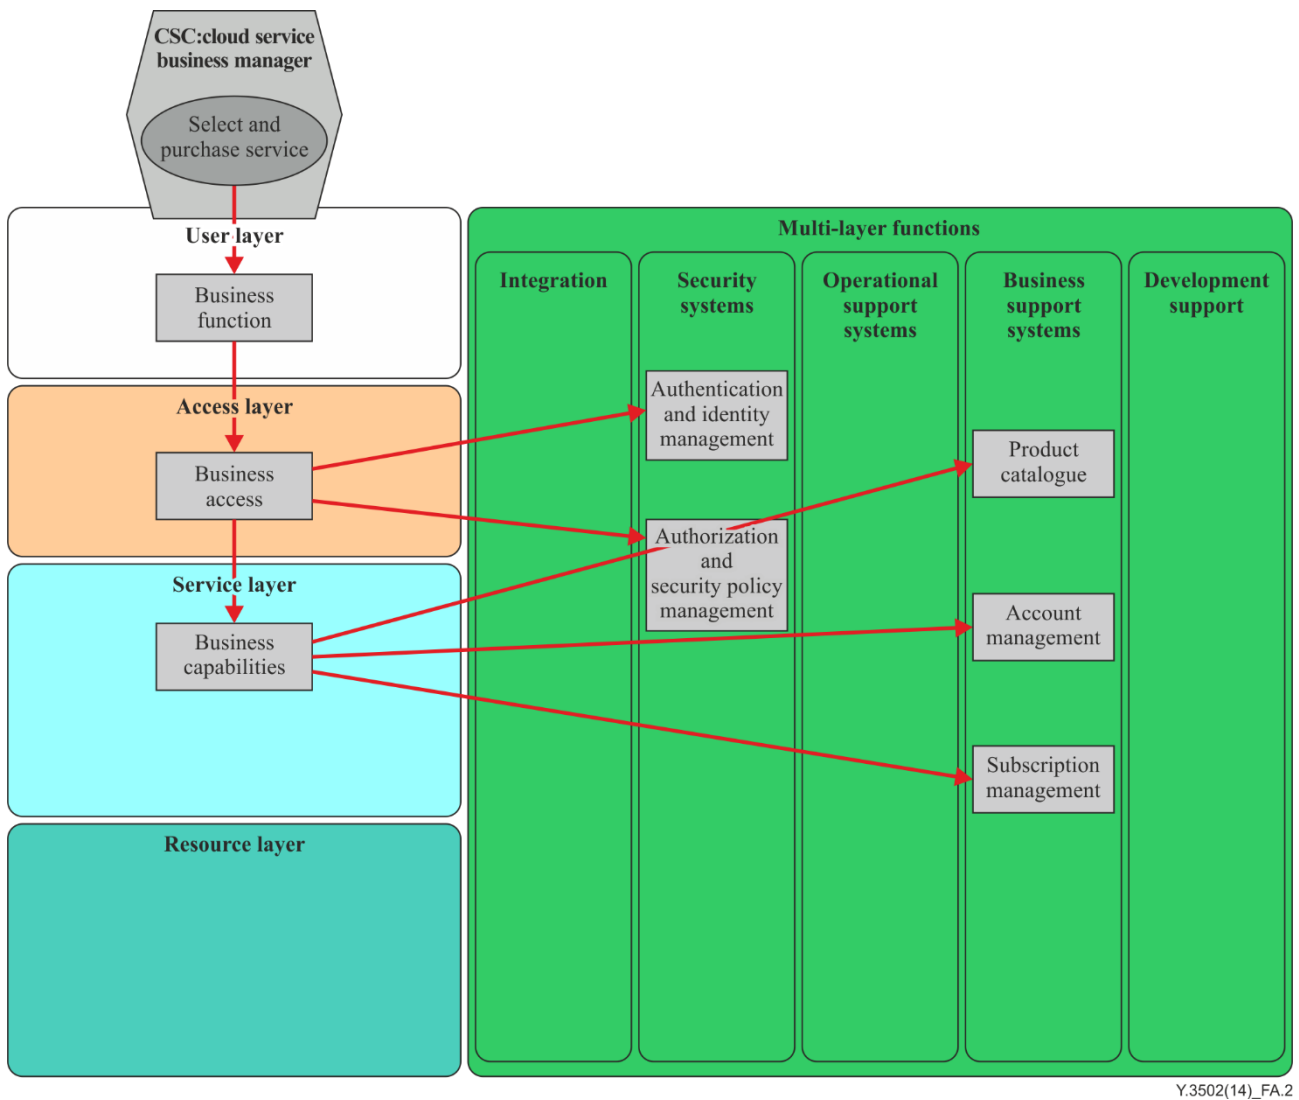 CSC:cloud service
business manager
Select and
purchase service
User layer
Business
function
Access layer
Business
access
Service layer
Business
capabilities
Resource layer
Multi-layer functions
Integration
Security
systems
Authentication
and identity
management
Authorization
and
security policy
management
Operational
support
systems
Business
support
systems
Product
catalogue
Account
management
Subscription
management
Development
support
Y.3502(14)_FA.2